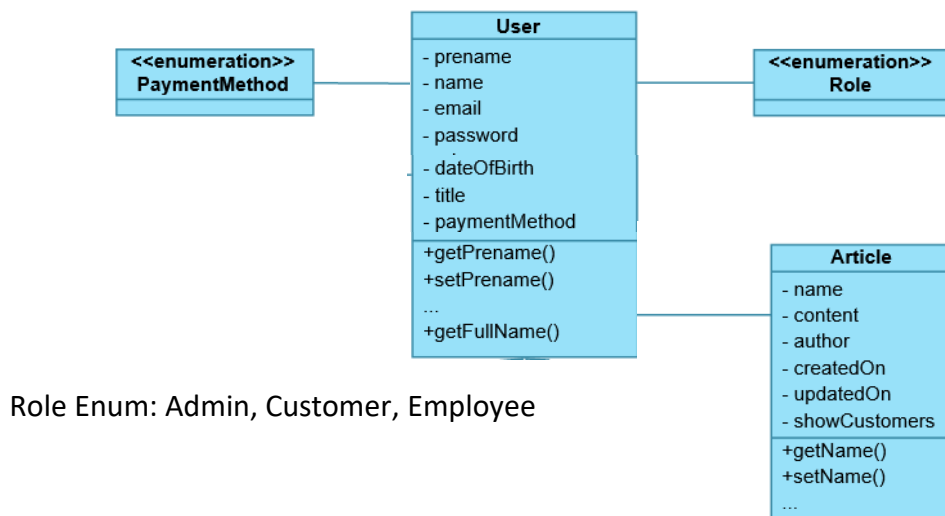 <<enumeration>>
PaymentMethod
User
- prename
- name
- email
- password
- dateOfBirth
- title
- paymentMethod
+getPrename()
+setPrename()
...
+getFullName()
<<enumeration>>
Role
Article
- name
- content
- author
- createdOn
- updatedOn
- showCustomers
+getName()
+setName()
...
Role Enum: Admin, Customer, Employee